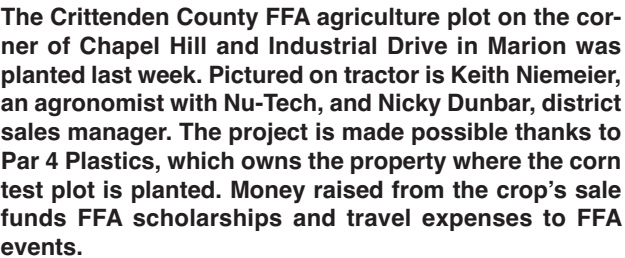 The Crittenden County FFA agriculture plot on the cor-
ner of Chapel Hill and Industrial Drive in Marion was
planted last week. Pictured on tractor is Keith Niemeier,
an agronomist with Nu-Tech, and Nicky Dunbar, district
sales manager. The project is made possible thanks to
Par 4 Plastics, which owns the property where the corn
test plot is planted. Money raised from the crop’s sale
funds FFA scholarships and travel expenses to FFA
events.